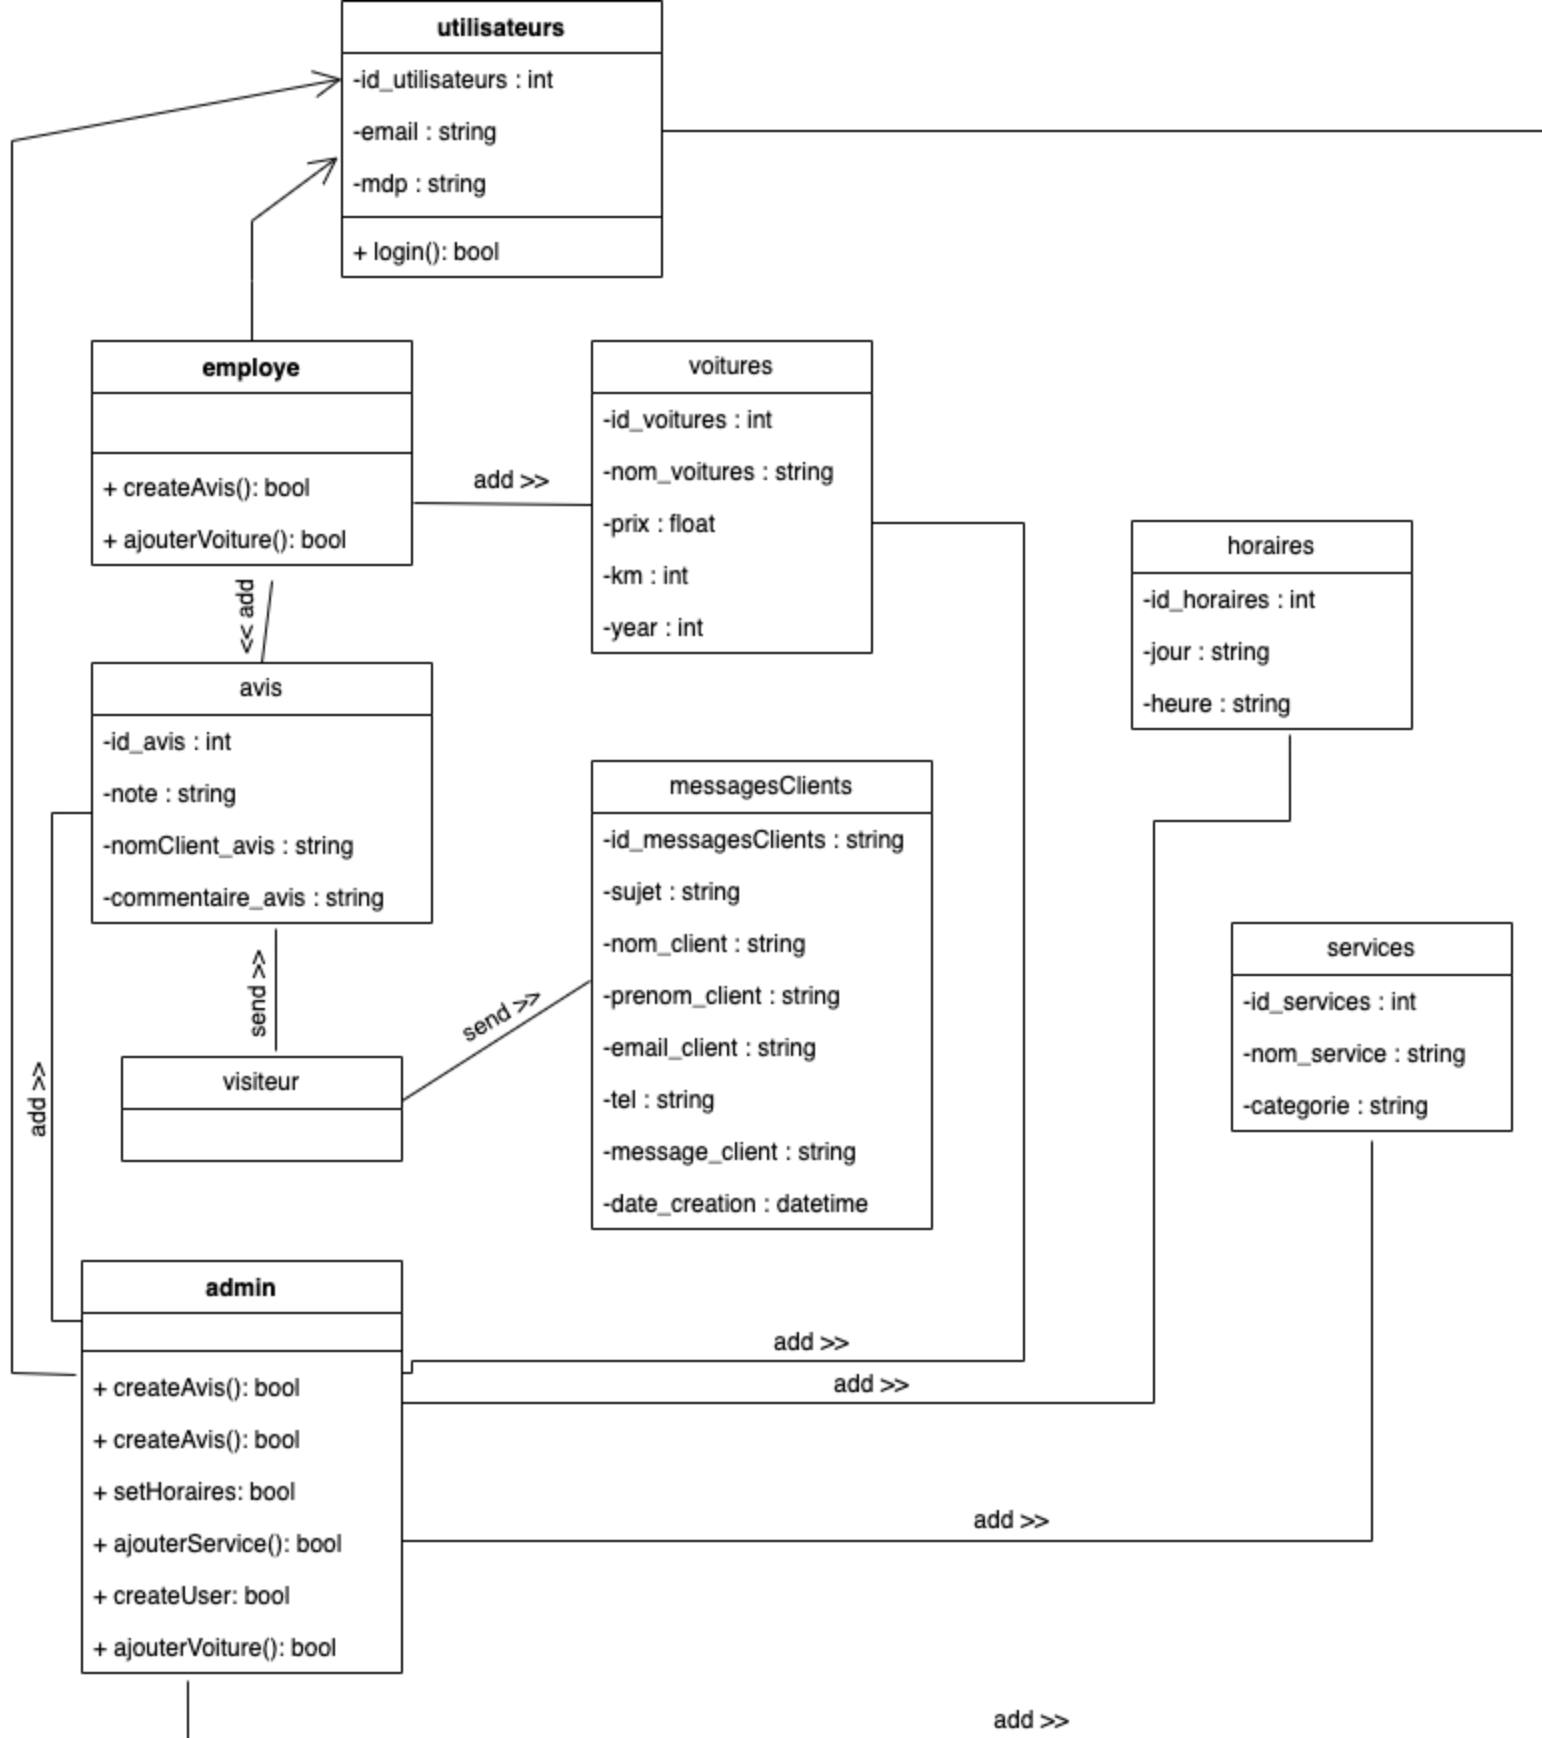 utilisateurs
-id_utilisateurs : int
-email : string
-mdp : string
+ login(): bool
employe
+ createAvis(): bool
+ ajouterVoiture(): bool
add >>
voitures
-id_voitures : int
-nom_voitures : string
-prix : float
-km : int
-year : int
horaires
-id_horaires : int
-jour : string
-heure : string
<< add
avis
-id_avis : int
-note : string
-nomClient_avis : string
-commentaire_avis : string
messagesClients
-id_messagesClients : string
-sujet : string
-nom_client : string
-prenom_client : string
-email_client : string
-tel : string
-message_client : string
-date_creation : datetime
services
-id_services : int
-nom_service : string
-categorie : string
send >>
send >>
visiteur
add >>
admin
+ createAvis(): bool
+ createAvis(): bool
+ setHoraires: bool
+ ajouterService(): bool
+ createUser: bool
+ ajouterVoiture(): bool
add >>
add >>
add >>
add >>